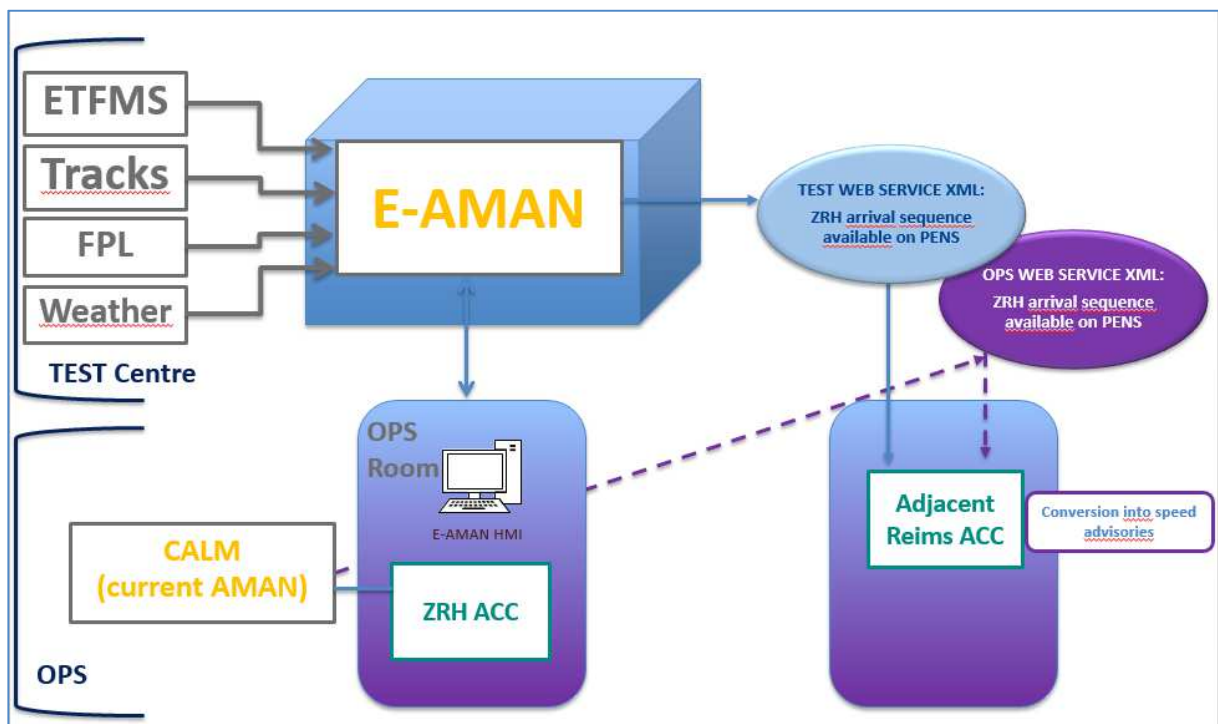 ETFMS
Tracks
FPL
Weather
TEST Centre
E-AMAN
TEST WEB SERVICE XML:
ZRH arrival sequence
available on PENS
OPS WEB SERVICE XML:
ZRH arrival sequence
available on PENS
OPS
Room
E-AMAN HMI
CALM
(current AMAN)
ZRH ACC
Adjacent
Reims ACC
Conversion into speed
advisories
OPS